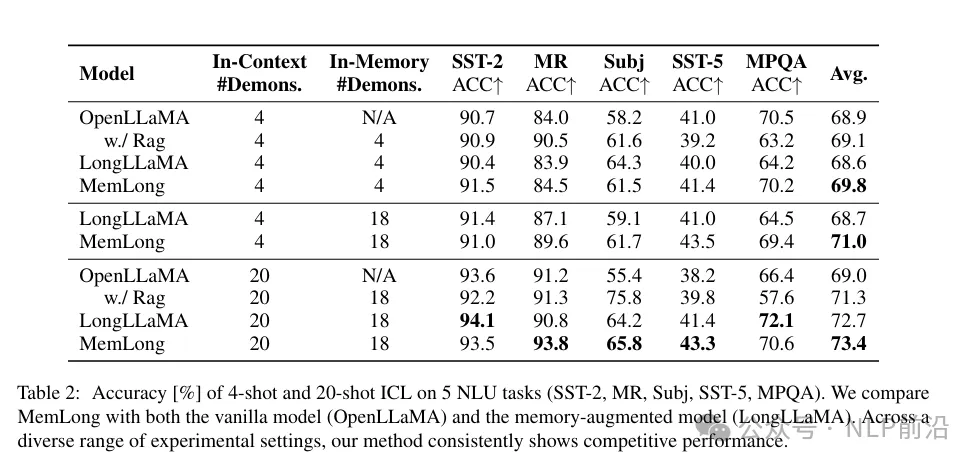 Model In-Context In-Memory SST-2 MR Subj SST-5 MPQA Avg.
#Demons. #Demons. ACC↑ ACC↑ ACC↑ ACC↑ ACC↑
OpenLLaMA 4 N/A 90.7 84.0 58.2 41.0 70.5 68.9
w./ Rag 4 4 90.9 90.5 61.6 39.2 63.2 69.1
LongLLaMA 4 4 90.4 83.9 64.3 40.0 64.2 68.6
MemLong 4 4 91.5 84.5 61.5 41.4 70.2 69.8
LongLLaMA 4 18 91.4 87.1 59.1 41.0 64.5 68.7
MemLong 4 18 91.0 89.6 61.7 43.5 69.4 71.0
OpenLLaMA 20 N/A 93.6 91.2 55.4 38.2 66.4 69.0
w./ Rag 20 18 92.2 91.3 75.8 39.8 57.6 71.3
LongLLaMA 20 18 94.1 90.8 64.2 41.4 72.1 72.7
MemLong 20 18 93.5 93.8 65.8 43.3 70.6 73.4
Table 2: Accuracy [%] of 4-shot and 20-shot ICL on 5 NLU tasks (SST-2, MR, Subj, SST-5, MPQA). We compare
MemLong with both the vanilla model (OpenLLaMA) and the memory-augmented model (LongLLaMA). Across a
diverse range of experimental settings, our method consistently shows competitive performance.
公众号 · NLP前沿